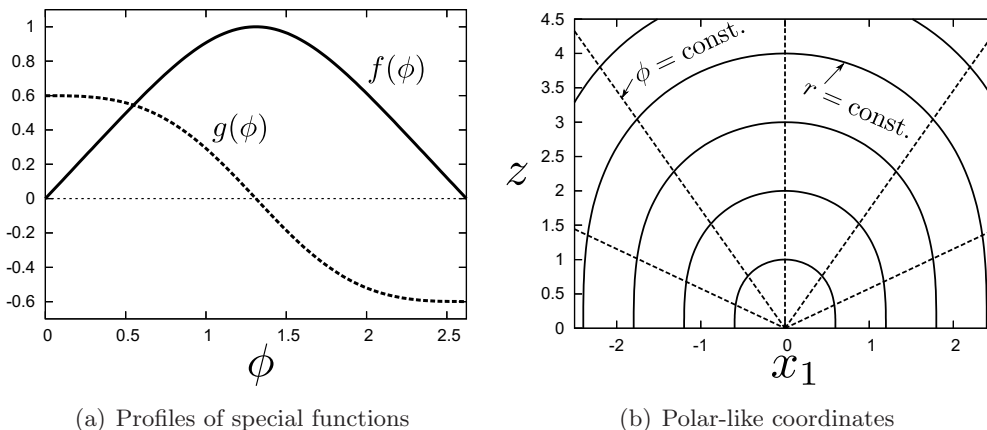 1
0.8
0.6
0.4
0.2
0
-0.2
-0.4
-0.6
f(ϕ)
g(ϕ)
0 0.5 1 1.5 2 2.5
ϕ
(a) Profiles of special functions
4.5
4
3.5
3
2.5
2
1.5
1
0.5
0
z
ϕ = const.
r = const.
-2 -1 0 1 2
x₁
(b) Polar-like coordinates